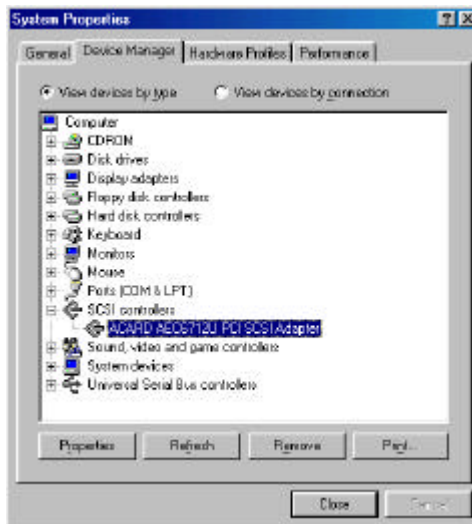 System Properties
General Device Manager Hardware Profiles Performance
View devices by type View devices by connection
Computer
CDROM
Disk drives
Display adapters
Floppy disk controllers
Hard disk controllers
Keyboard
Monitors
Mouse
Ports (COM & LPT)
SCSI controllers
ACARD AEC6712U PCI SCSI Adapter
Sound, video and game controllers
System devices
Universal Serial Bus controllers
Properties Refresh Remove Print...
Close Cancel